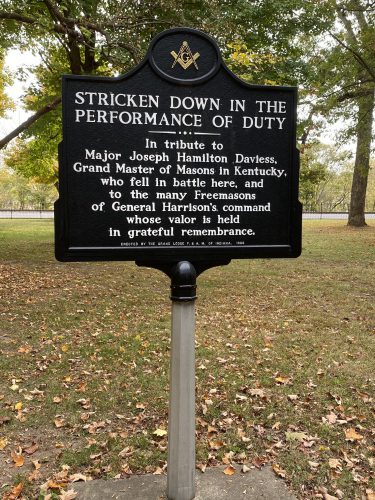 G
STRICKEN DOWN IN THE
PERFORMANCE OF DUTY
In tribute to
Major Joseph Hamilton Daviess,
Grand Master of Masons in Kentucky,
who fell in battle here, and
to the many Freemasons
of General Harrison's command
whose valor is held
in grateful remembrance.
ERECTED BY THE GRAND LODGE F. & A. M. OF INDIANA,